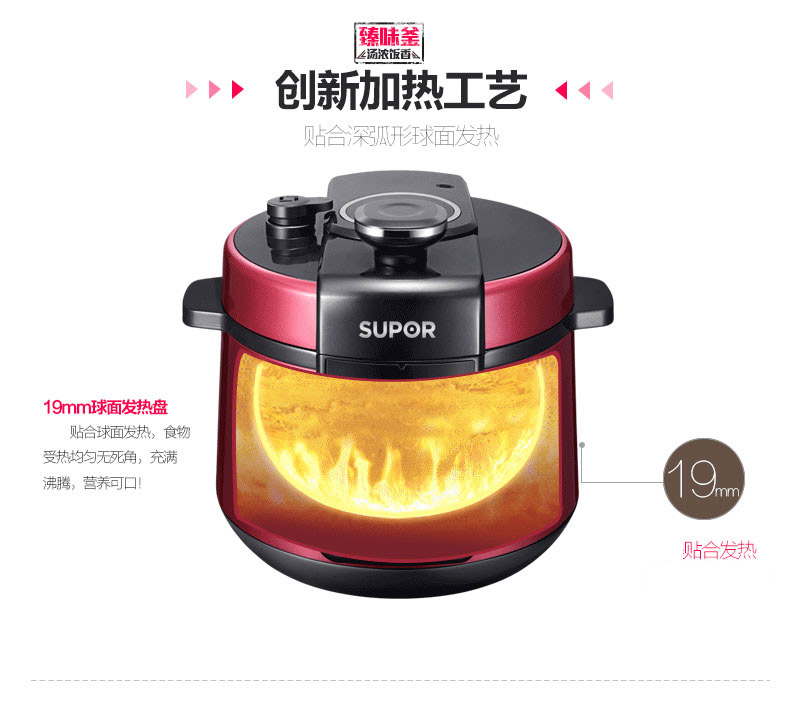 臻味釜
汤浓饭香
创新加热工艺
贴合深弧形球面发热
SUPOR
19mm球面发热盘
贴合球面发热，食物
受热均匀无死角，充满
沸腾，营养可口！
19mm
贴合发热